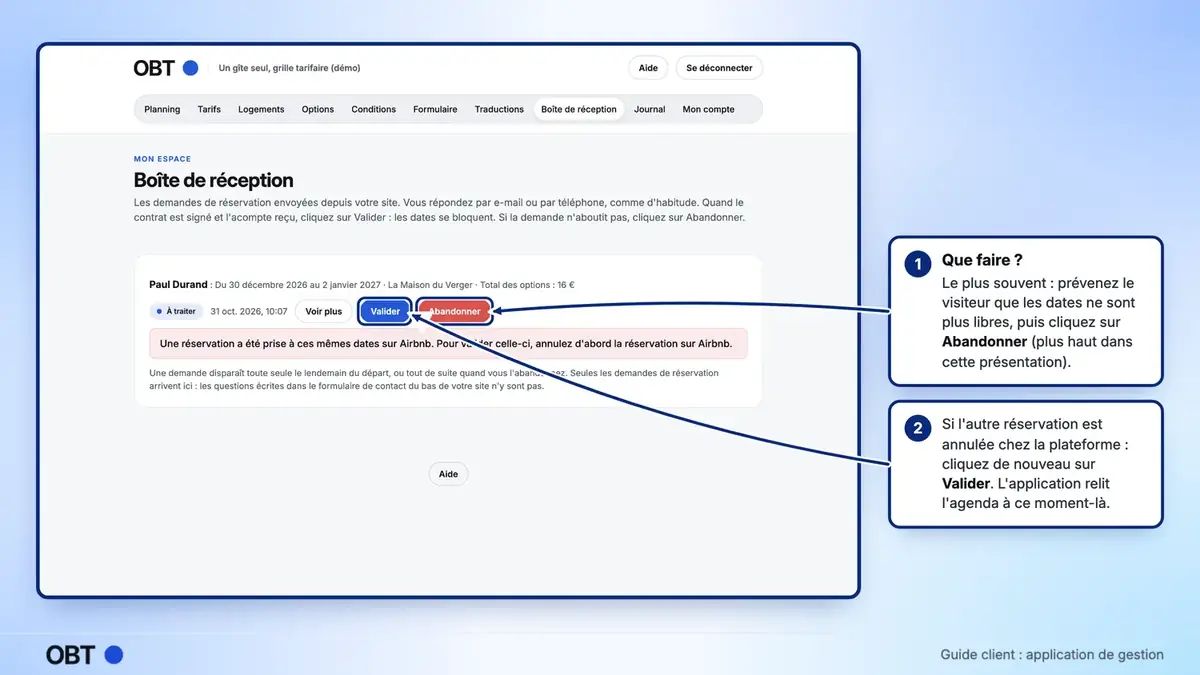 OBT
Un gîte seul, grille tarifaire (démo)
Aide
Se déconnecter
Planning
Tarifs
Logements
Options
Conditions
Formulaire
Traductions
Boîte de réception
Journal
Mon compte
MON ESPACE
Boîte de réception
Les demandes de réservation envoyées depuis votre site. Vous répondez par e-mail ou par téléphone, comme d'habitude. Quand le
contrat est signé et l'acompte reçu, cliquez sur Valider : les dates se bloquent. Si la demande n'aboutit pas, cliquez sur Abandonner.
Paul Durand : Du 30 décembre 2026 au 2 janvier 2027 · La Maison du Verger · Total des options : 16 €
À traiter
31 oct. 2026, 10:07
Voir plus
Valider
Abandonner
Une réservation a été prise à ces mêmes dates sur Airbnb. Pour valider celle-ci, annulez d'abord la réservation sur Airbnb.
Une demande disparaît toute seule le lendemain du départ, ou tout de suite quand vous l'abandonnez. Seules les demandes de réservation
arrivent ici : les questions écrites dans le formulaire de contact du bas de votre site n'y sont pas.
Aide
1
Que faire ?
Le plus souvent : prévenez le
visiteur que les dates ne sont
plus libres, puis cliquez sur
Abandonner (plus haut dans
cette présentation).
2
Si l'autre réservation est
annulée chez la plateforme :
cliquez de nouveau sur
Valider. L'application relit
l'agenda à ce moment-là.
OBT
Guide client : application de gestion